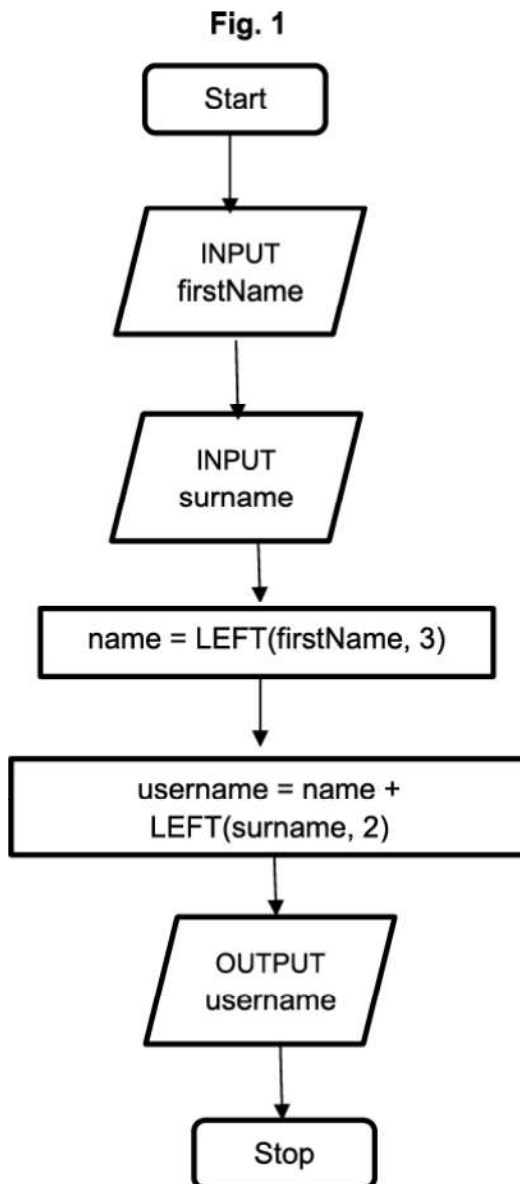 Fig. 1
Start
INPUT
firstName
INPUT
surname
name = LEFT(firstName, 3)
username = name +
LEFT(surname, 2)
OUTPUT
username
Stop